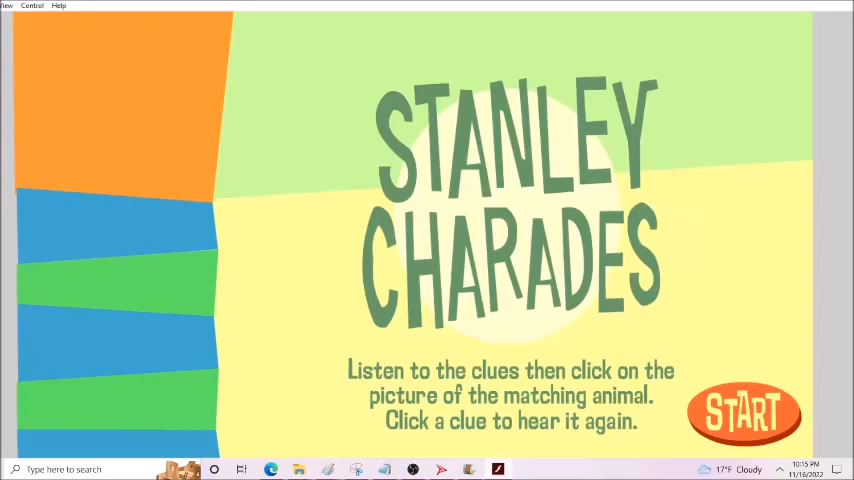 View Control Help
STANLEY
CHARADES
Listen to the clues then click on the
picture of the matching animal.
Click a clue to hear it again.
START
Type here to search
17°F Cloudy
10:15 PM
11/16/2022